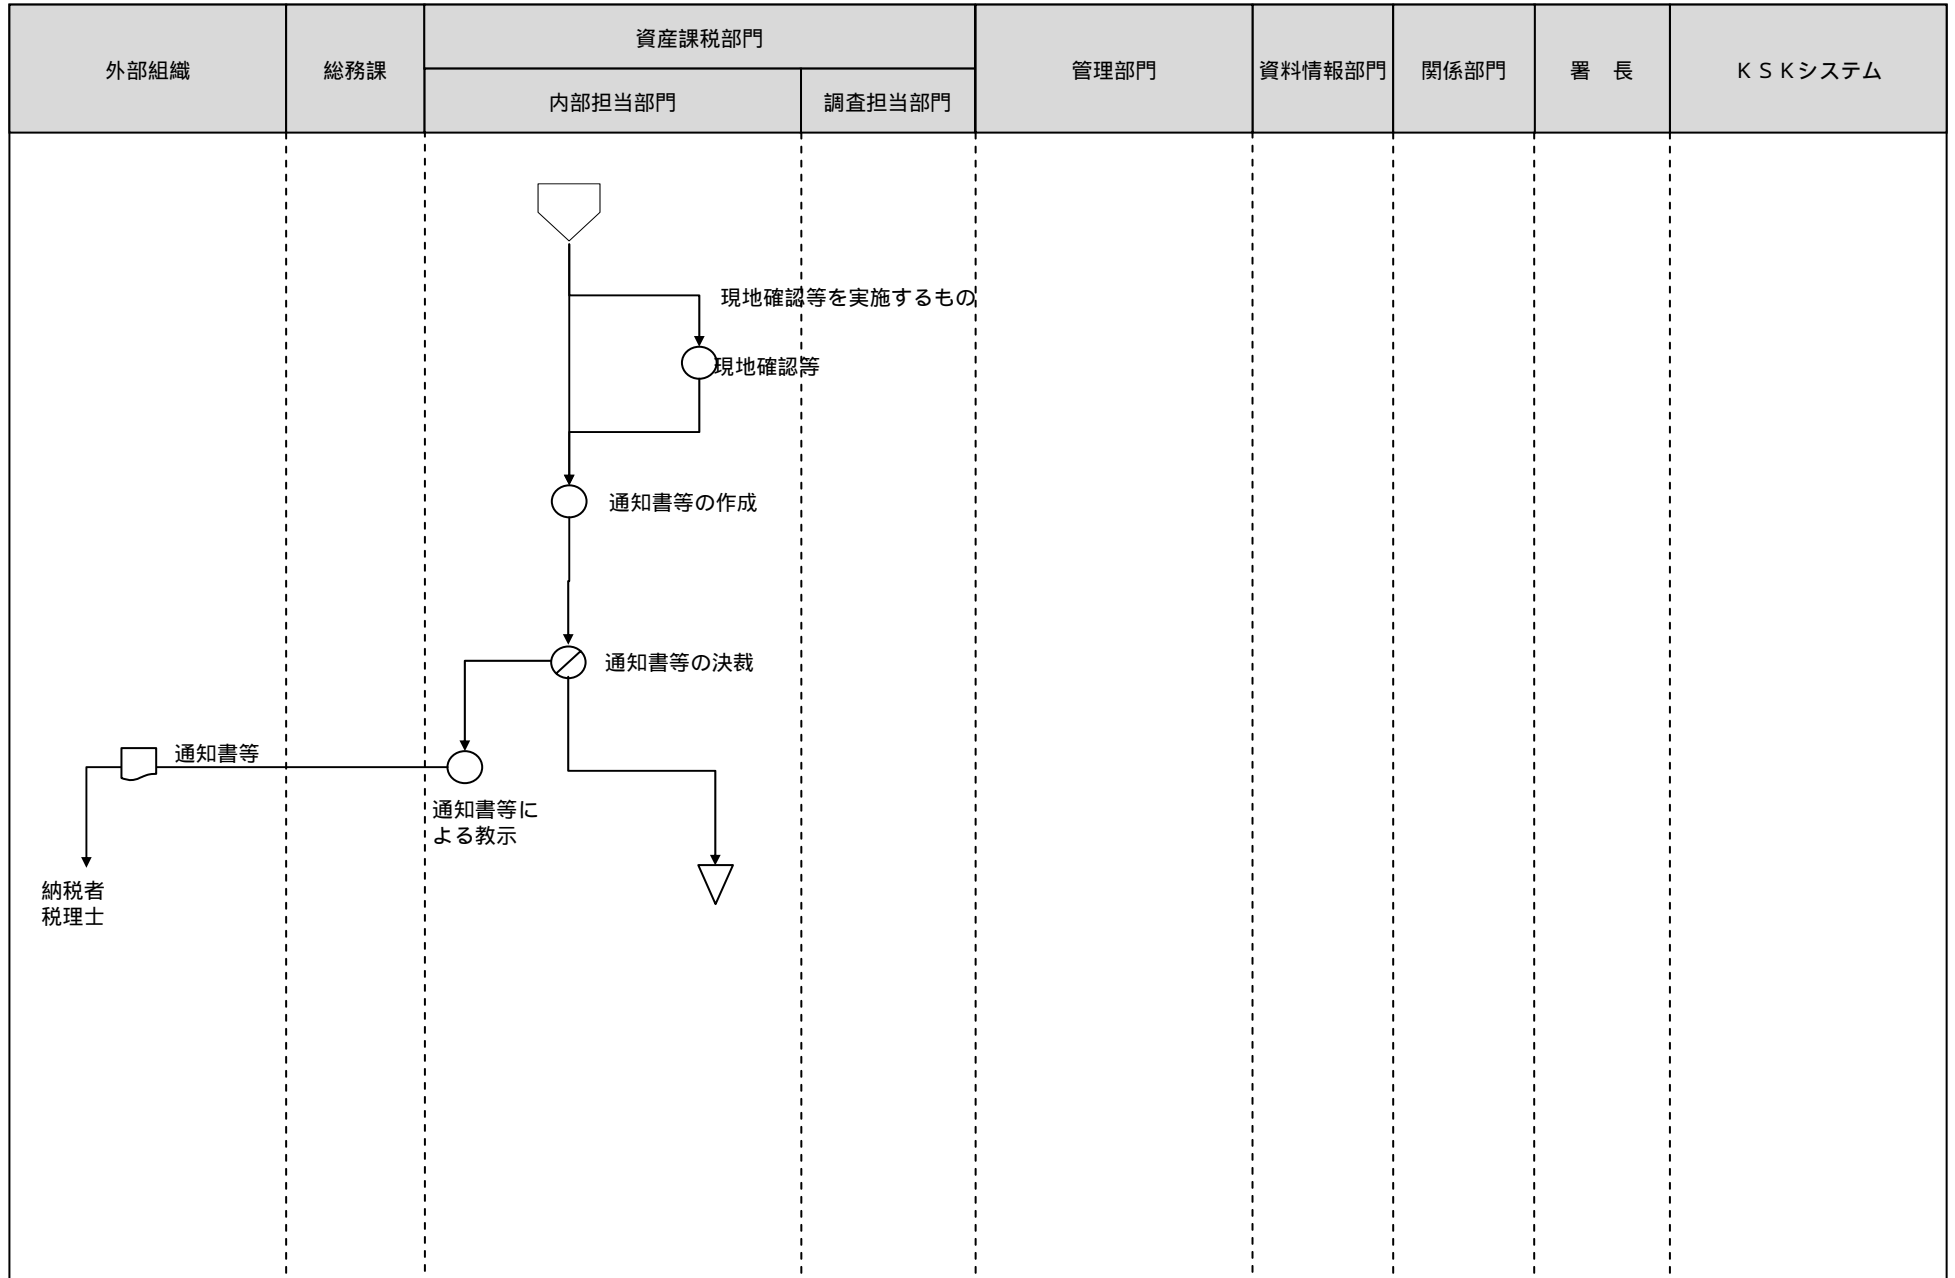 外部組織
総務課
資産課税部門
内部担当部門
調査担当部門
管理部門
資料情報部門
関係部門
署　長
ＫＳＫシステム
現地確認等を実施するもの
現地確認等
通知書等の作成
通知書等の決裁
通知書等
通知書等に
よる教示
納税者
税理士